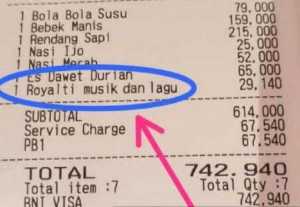 1 Bola Bola Susu 79,000
1 Bebek Manis 159,000
1 Rendang Sapi 215,000
1 Nasi Ijo 25,000
1 Nasi Merah 52,000
1 Es Dawet Durian 65,000
1 Royalti musik dan lagu 29,140
SUBTOTAL 614,000
Service Charge 67,540
PB1 67,540
TOTAL 742,940
Total item :7 Total Qty :7
BNI VISA 742,940